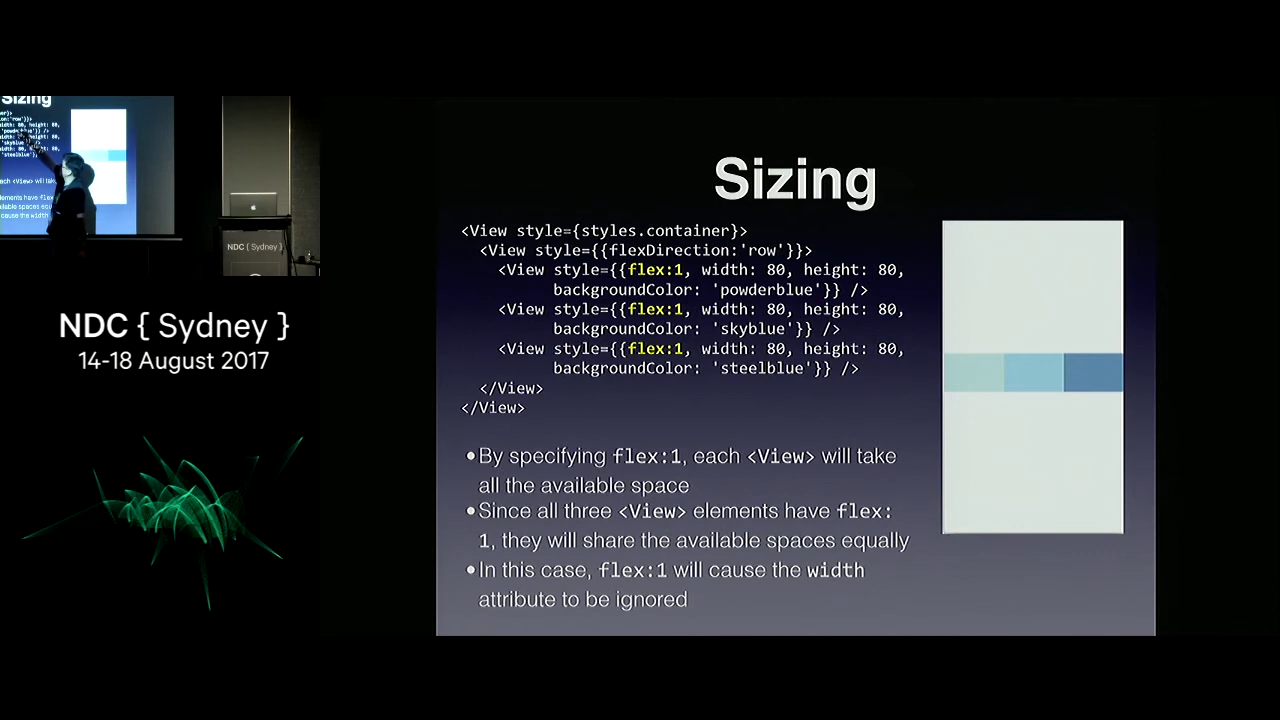 Sizing
<View style={styles.container}>
<View style={{flexDirection:'row'}}>
<View style={{flex:1, width: 80, height: 80,
backgroundColor: 'powderblue'}} />
<View style={{flex:1, width: 80, height: 80,
backgroundColor: 'skyblue'}} />
<View style={{flex:1, width: 80, height: 80,
backgroundColor: 'steelblue'}} />
</View>
</View>
•By specifying flex:1, each <View> will take
all the available space
•Since all three <View> elements have flex:
1, they will share the available spaces equally
•In this case, flex:1 will cause the width
attribute to be ignored
NDC { Sydney }
NDC { Sydney }
14-18 August 2017